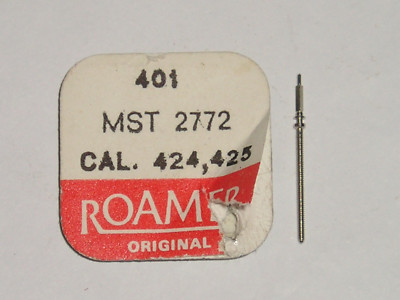 401
MST 2772
CAL. 424,425
ROAMER
ORIGINAL